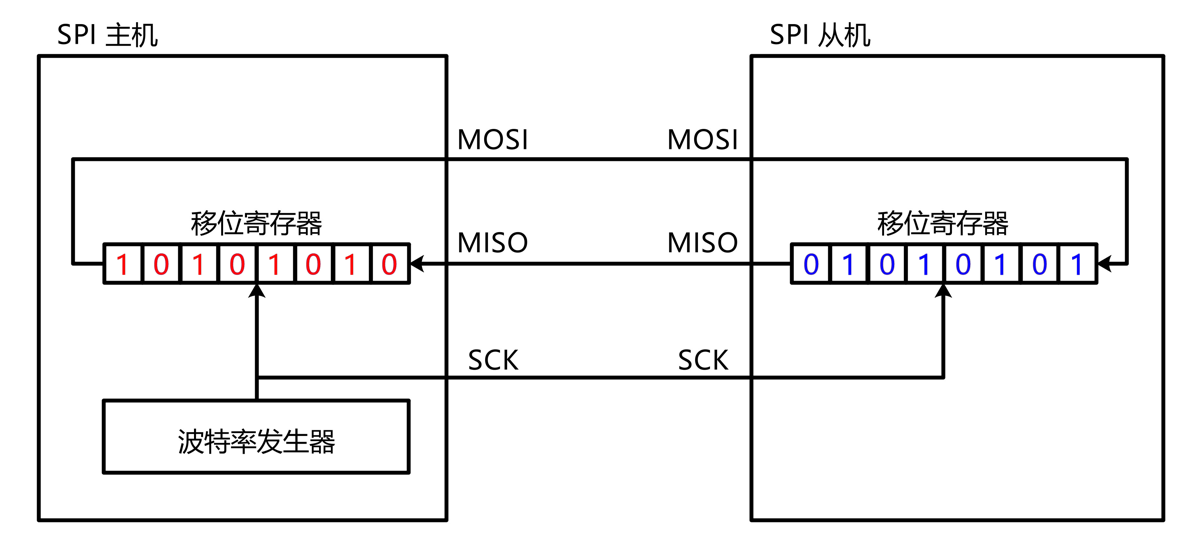 SPI 主机
SPI 从机
MOSI
MOSI
移位寄存器
移位寄存器
MISO
MISO
1 0 1 0 1 0 1 0
0 1 0 1 0 1 0 1
SCK
SCK
波特率发生器